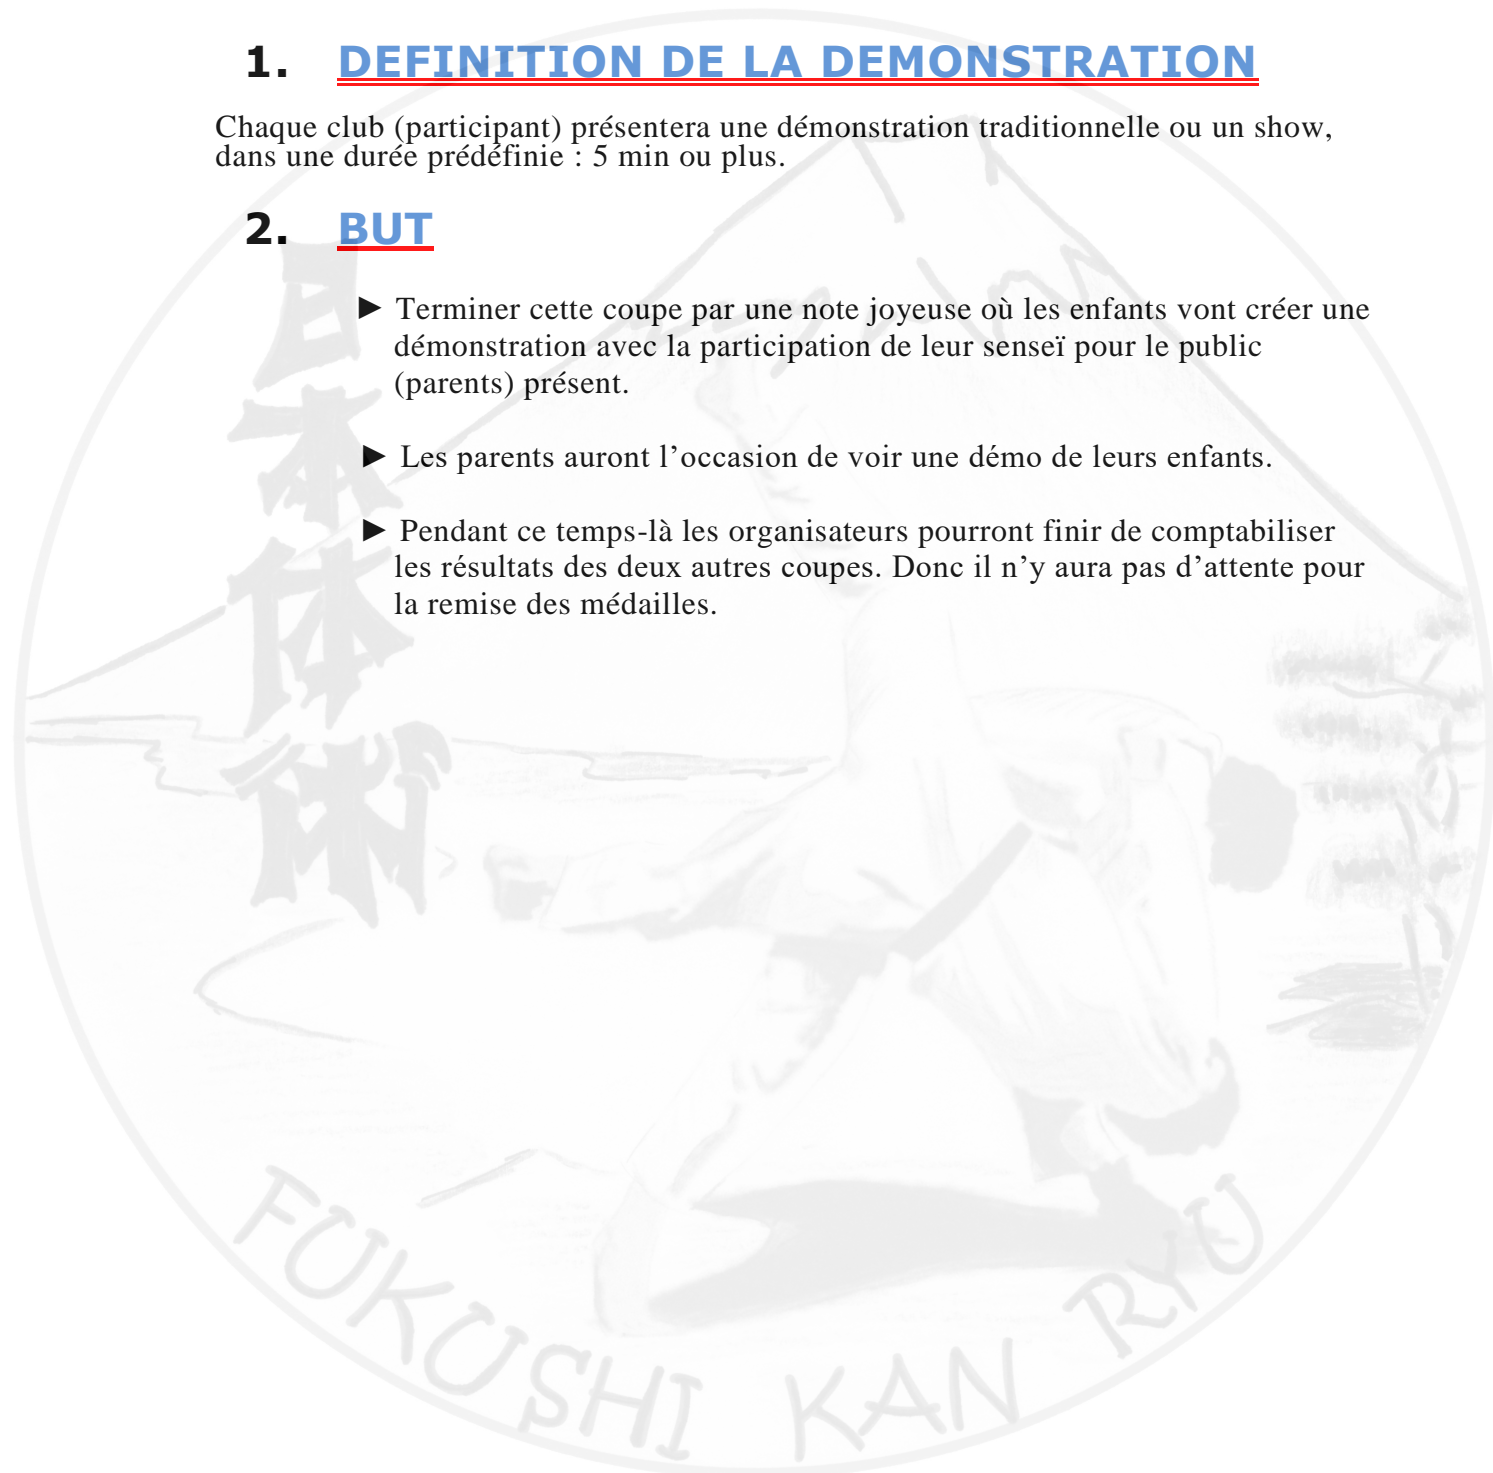 1. DEFINITION DE LA DEMONSTRATION
Chaque club (participant) présentera une démonstration traditionnelle ou un show,
dans une durée prédéfinie : 5 min ou plus.
2. BUT
► Terminer cette coupe par une note joyeuse où les enfants vont créer une
démonstration avec la participation de leur senseï pour le public
(parents) présent.
► Les parents auront l’occasion de voir une démo de leurs enfants.
► Pendant ce temps-là les organisateurs pourront finir de comptabiliser
les résultats des deux autres coupes. Donc il n’y aura pas d’attente pour
la remise des médailles.
日本体術
FUKUSHI KAN RYU